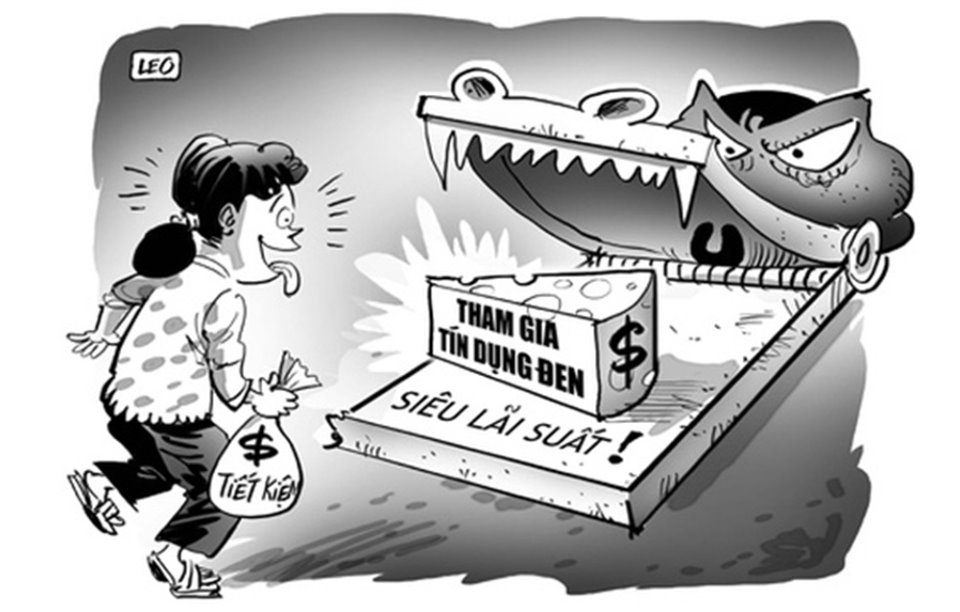 LEO
THAM GIA
TÍN DỤNG ĐEN
$
SIÊU LÃI SUẤT!
$
TIẾT KIỆM